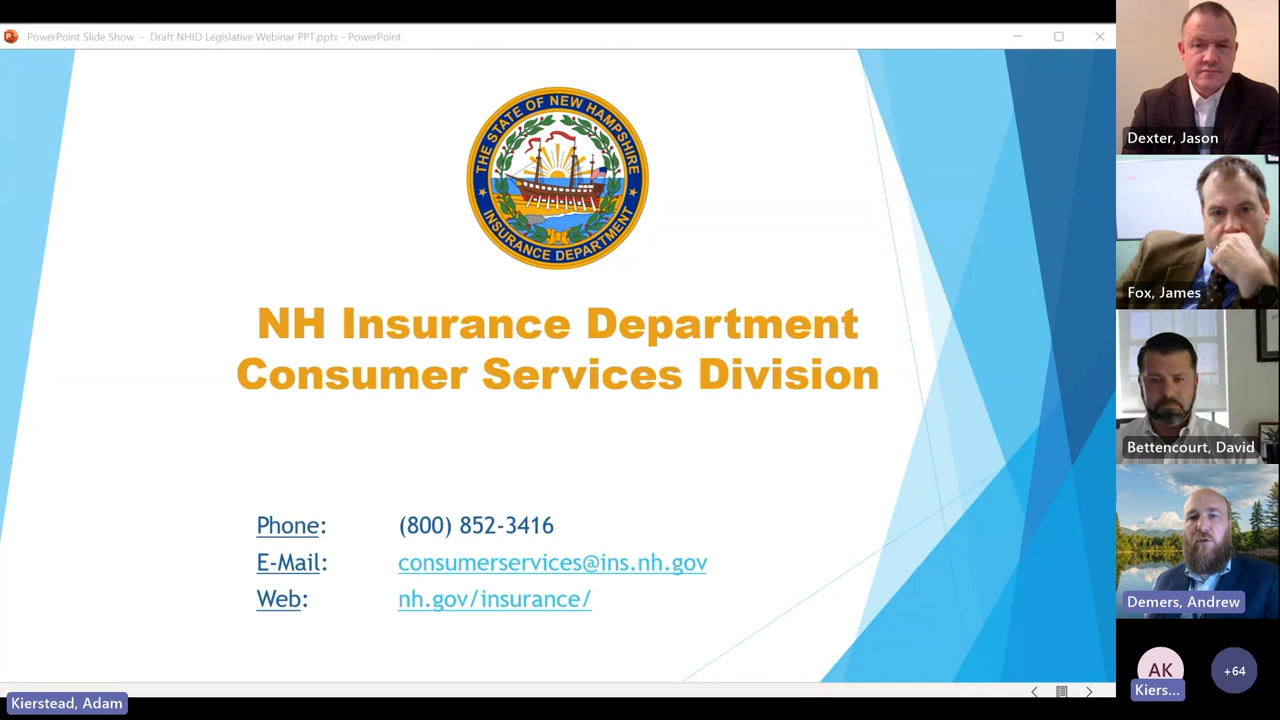 PowerPoint Slide Show - Draft NHID Legislative Webinar PPT.pptx - PowerPoint
THE STATE OF NEW HAMPSHIRE
INSURANCE DEPARTMENT
NH Insurance Department
Consumer Services Division
Phone: (800) 852-3416
E-Mail: consumerservices@ins.nh.gov
Web: nh.gov/insurance/
Dexter, Jason
Fox, James
Bettencourt, David
Demers, Andrew
AK
Kiers...
+64
Kierstead, Adam